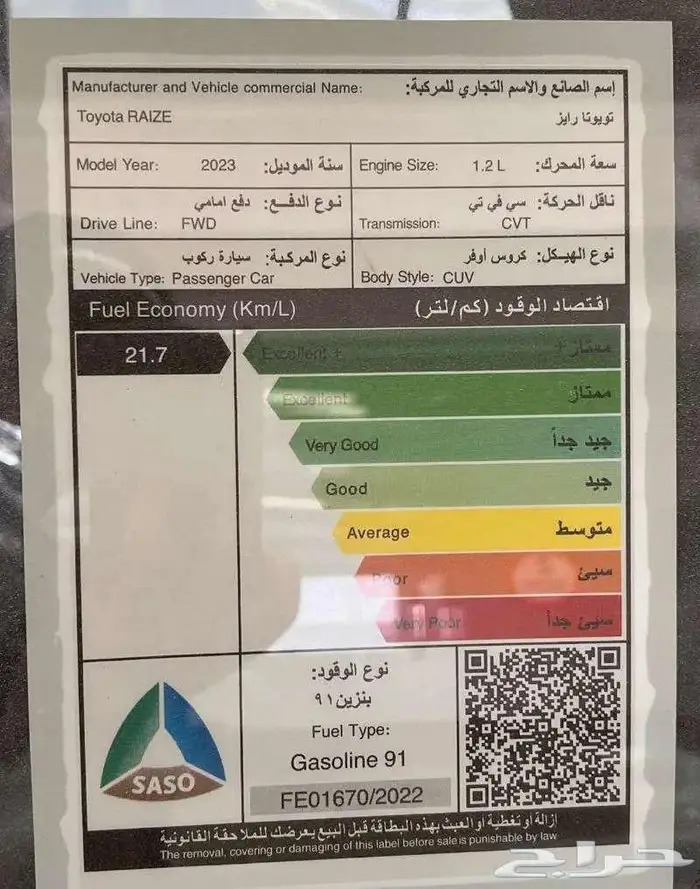 Manufacturer and Vehicle commercial Name: إسم الصانع والاسم التجاري للمركبة:
Toyota RAIZE تويوتا رايز
Model Year: 2023 سنة الموديل:
Engine Size: 1.2 L سعة المحرك:
نوع الدفع: دفع امامي
Drive Line: FWD
ناقل الحركة: سي في تي
Transmission: CVT
نوع المركبة: سيارة ركوب
Vehicle Type: Passenger Car
نوع الهيكل: كروس أوفر
Body Style: CUV
Fuel Economy (Km/L) اقتصاد الوقود (كم/لتر)
21.7
Excellent + ممتاز +
Excellent ممتاز
Very Good جيد جداً
Good جيد
Average متوسط
Poor سيئ
Very Poor سيئ جداً
SASO
نوع الوقود:
بنزين ٩١
Fuel Type:
Gasoline 91
FE01670/2022
إزالة أو تغطية أو العبث بهذه البطاقة قبل البيع يعرضك للملاحقة القانونية
The removal, covering or damaging of this label before sale is punishable by law
حراج